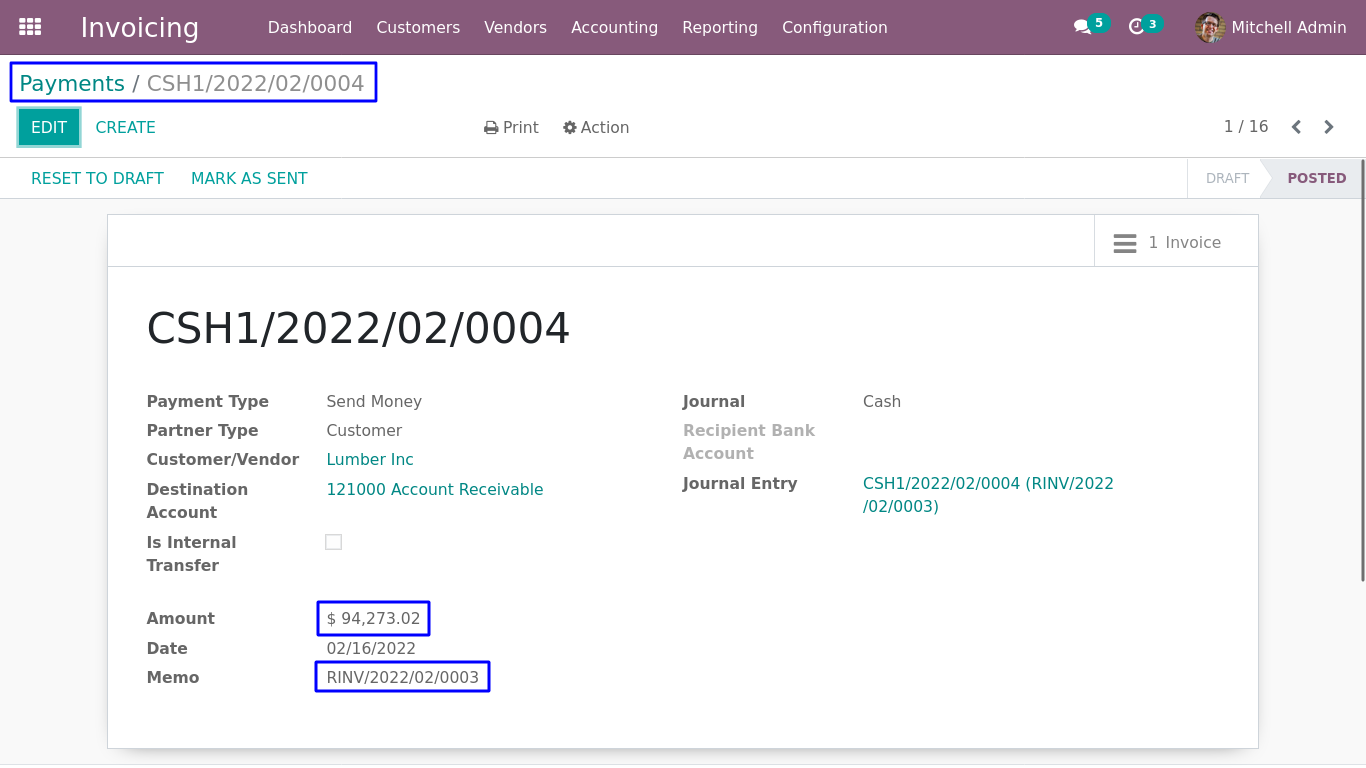 Invoicing Dashboard Customers Vendors Accounting Reporting Configuration 5 3 Mitchell Admin
Payments / CSH1/2022/02/0004
EDIT CREATE Print Action 1 / 16
RESET TO DRAFT MARK AS SENT DRAFT POSTED
1 Invoice
CSH1/2022/02/0004
Payment Type Send Money
Partner Type Customer
Customer/Vendor Lumber Inc
Destination Account 121000 Account Receivable
Is Internal Transfer
Journal Cash
Recipient Bank Account
Journal Entry CSH1/2022/02/0004 (RINV/2022
/02/0003)
Amount $ 94,273.02
Date 02/16/2022
Memo RINV/2022/02/0003